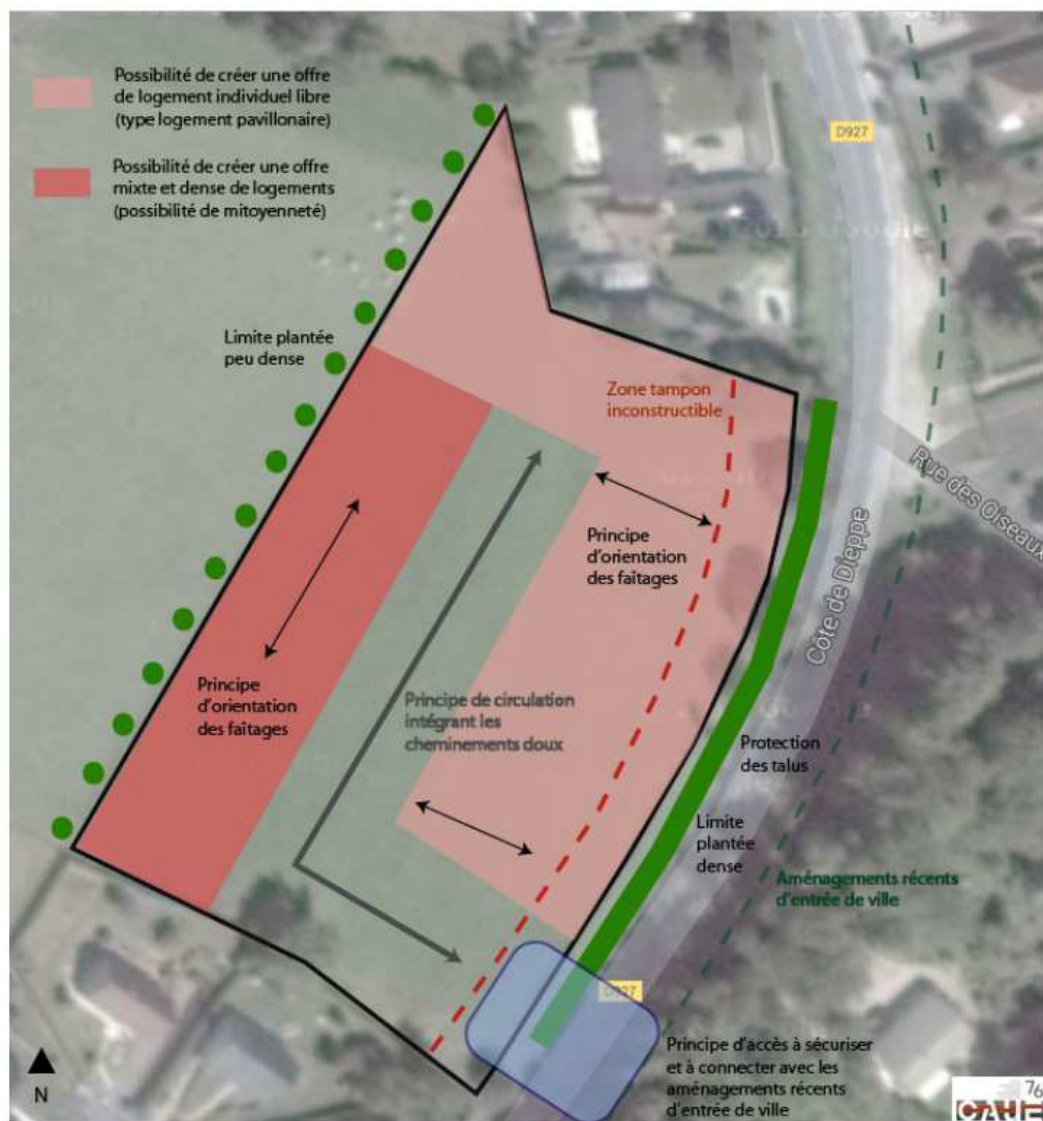 Possibilité de créer une offre
de logement individuel libre
(type logement pavillonaire)
Possibilité de créer une offre
mixte et dense de logements
(possibilité de mitoyenneté)
D927
Limite plantée
peu dense
Zone tampon
inconstructible
Rue des Oiseaux
Principe
d'orientation
des faîtages
Côte de Dieppe
Principe
d'orientation
des faîtages
Principe de circulation
intégrant les
cheminements doux
Protection
des talus
Limite
plantée
dense
Aménagements récents
d'entrée de ville
D927
Principe d'accès à sécuriser
et à connecter avec les
aménagements récents
d'entrée de ville
N
76
CAUE